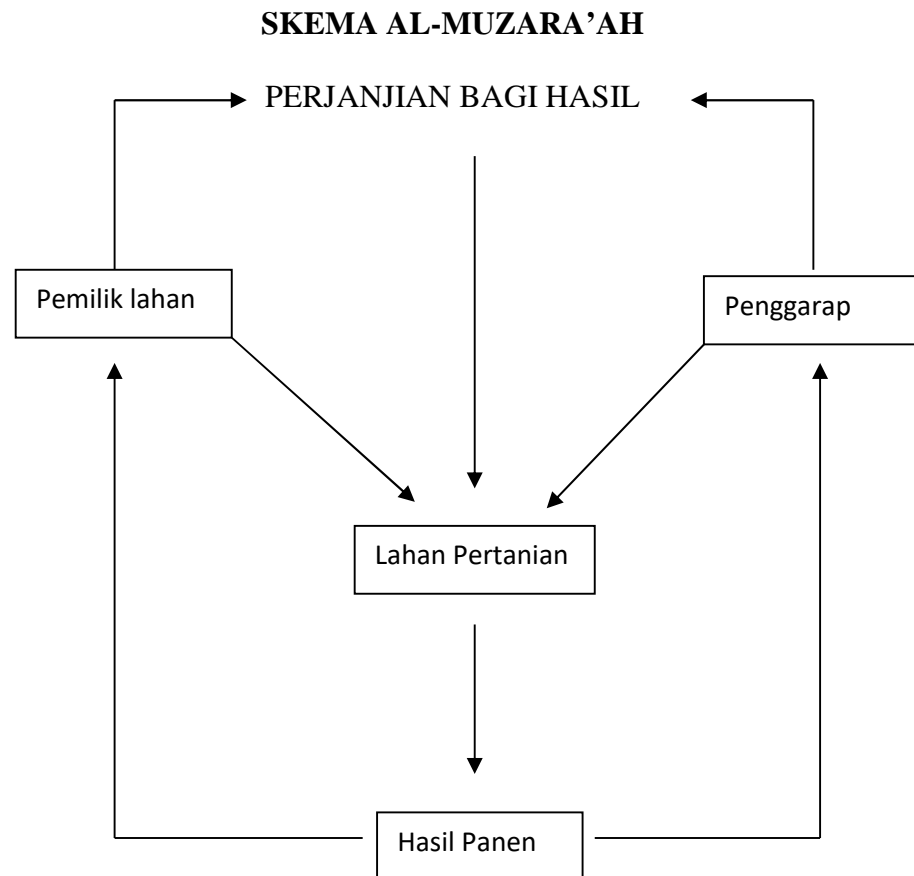 SKEMA AL-MUZARA’AH
PERJANJIAN BAGI HASIL
Pemilik lahan
Penggarap
Lahan Pertanian
Hasil Panen